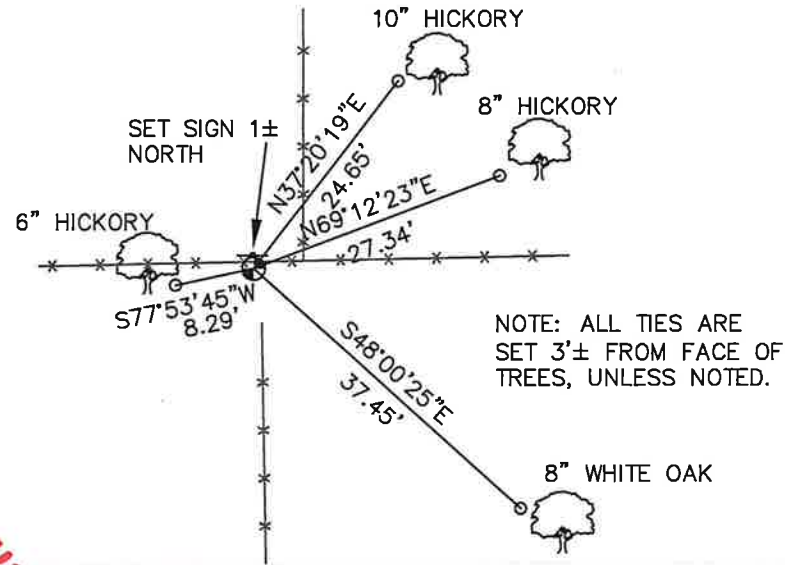 10" HICKORY
8" HICKORY
SET SIGN 1±
NORTH
N37°20'19"E
24.65'
N69°12'23"E
27.34'
6" HICKORY
S77°53'45"W
8.29'
S48°00'25"E
37.45'
NOTE: ALL TIES ARE
SET 3'± FROM FACE OF
TREES, UNLESS NOTED.
8" WHITE OAK